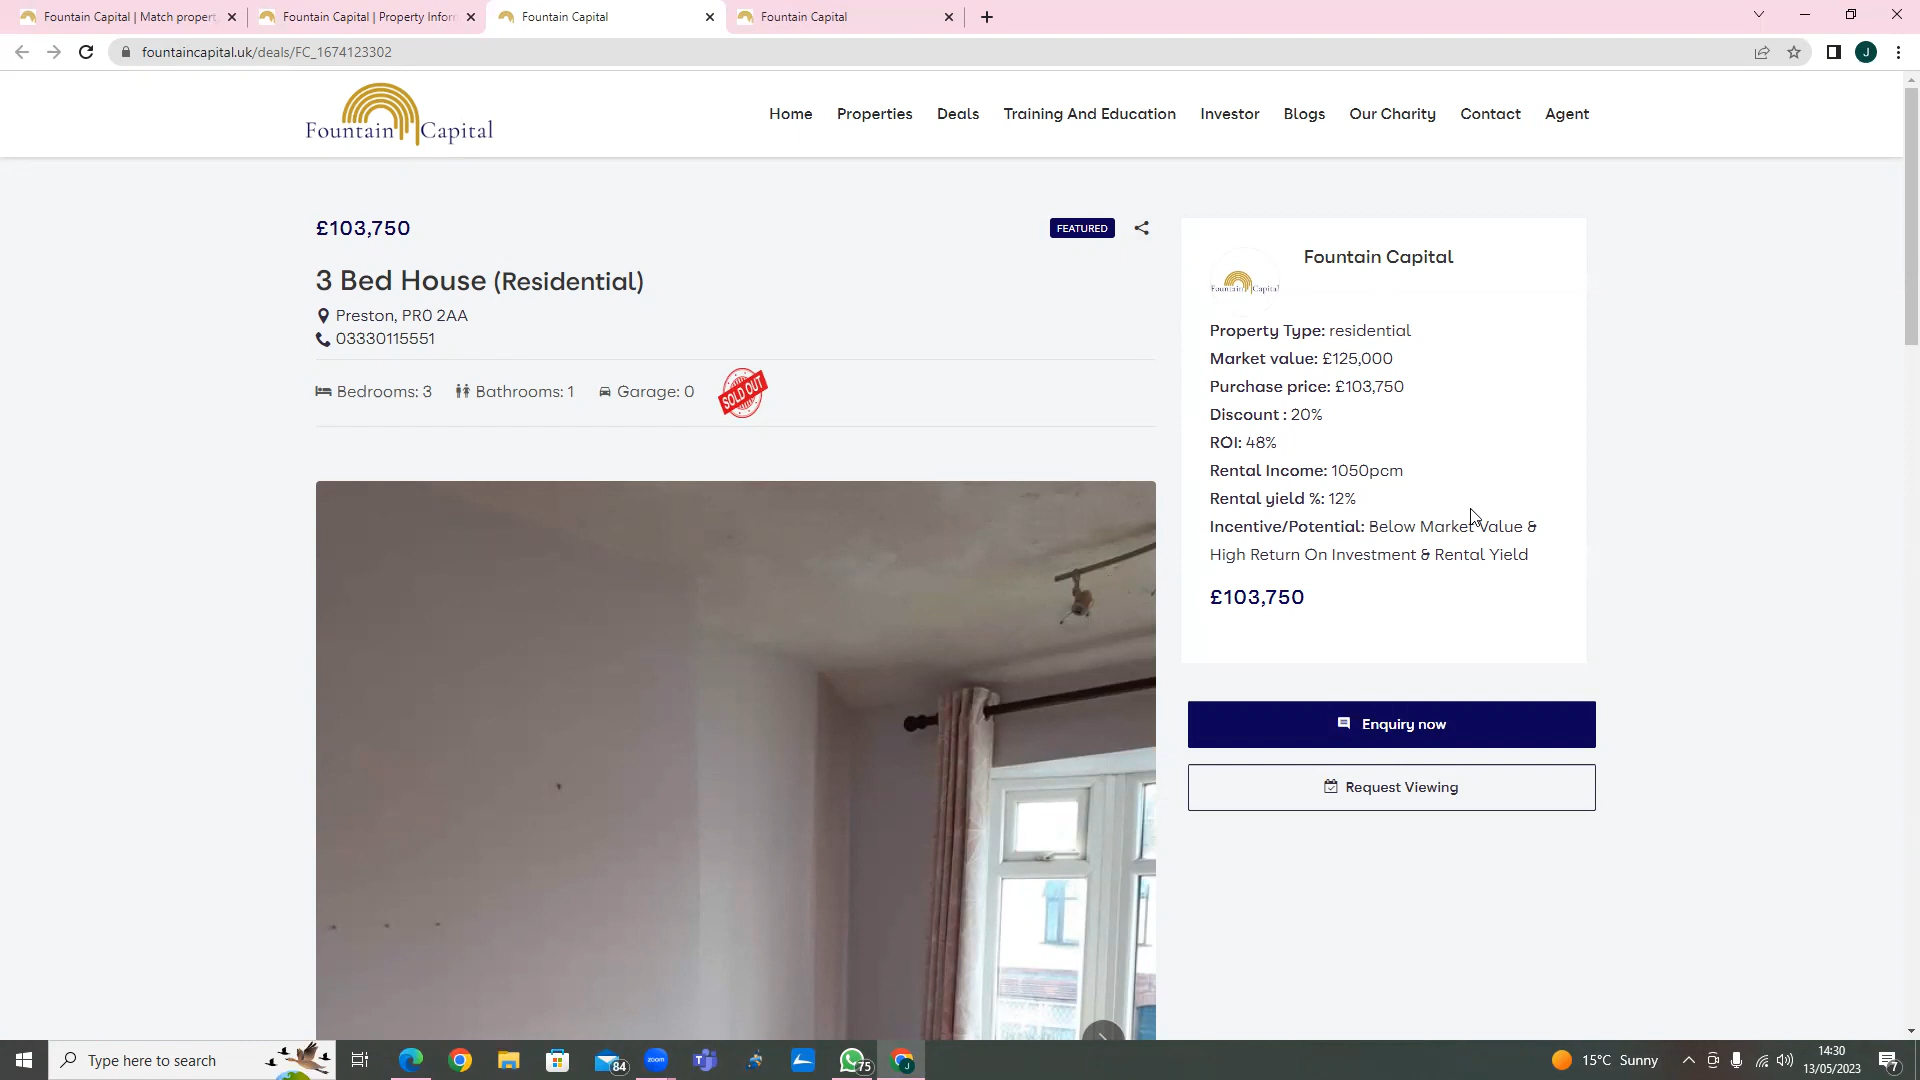 Fountain Capital | Match propert
Fountain Capital | Property Infor
Fountain Capital
Fountain Capital
fountaincapital.uk/deals/FC_1674123302
J
Fountain Capital
Home
Properties
Deals
Training And Education
Investor
Blogs
Our Charity
Contact
Agent
£103,750
FEATURED
3 Bed House (Residential)
Preston, PR0 2AA
03330115551
Bedrooms: 3
Bathrooms: 1
Garage: 0
SOLD OUT
Fountain Capital
Fountain Capital
Property Type: residential
Market value: £125,000
Purchase price: £103,750
Discount : 20%
ROI: 48%
Rental Income: 1050pcm
Rental yield %: 12%
Incentive/Potential: Below Market Value &
High Return On Investment & Rental Yield
£103,750
Enquiry now
Request Viewing
Type here to search
84
zoom
75
J
15°C Sunny
14:30
13/05/2023
7